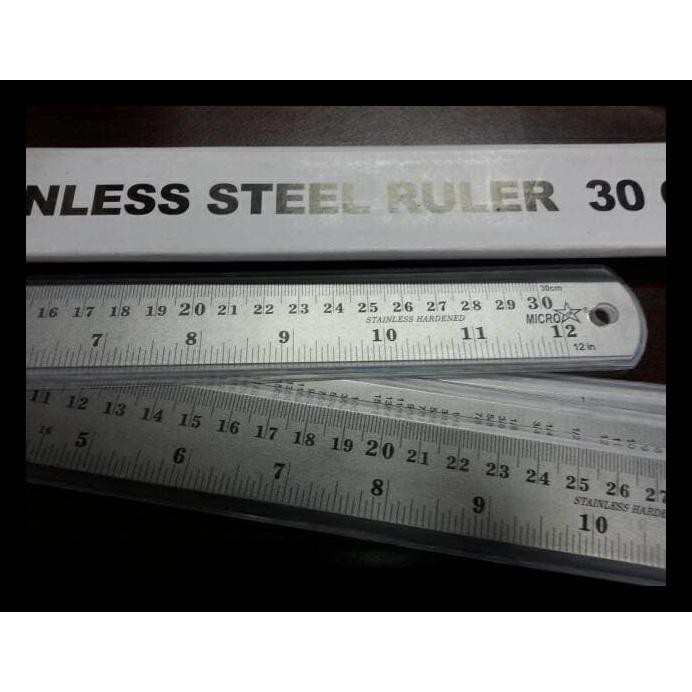 NLESS STEEL RULER 30
30cm
16 17 18 19 20 21 22 23 24 25 26 27 28 29 30
STAINLESS HARDENED
MICRO
7 8 9 10 11 12
12 in
11 12 13 14 15 16 17 18 19 20 21 22 23 24 25 26 27
16
STAINLESS HARDE
5 6 7 8 9 10